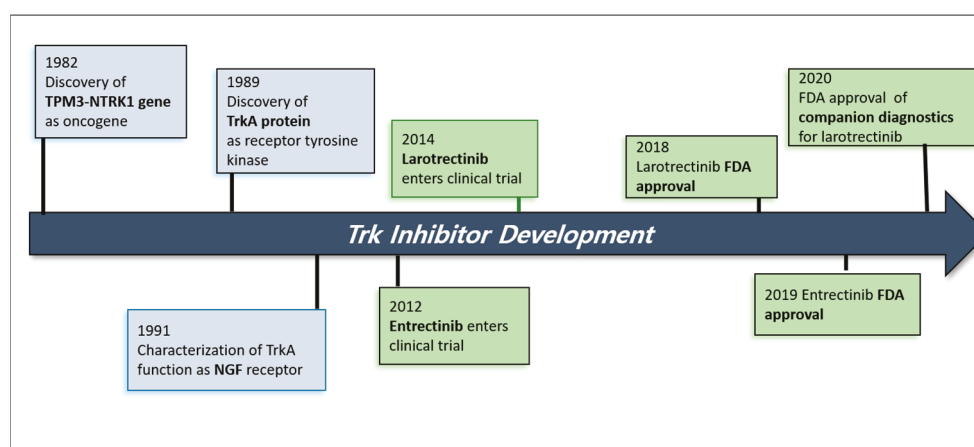 1982
Discovery of
TPM3-NTRK1 gene
as oncogene
1989
Discovery of
TrkA protein
as receptor tyrosine
kinase
2014
Larotrectinib
enters clinical trial
2018
Larotrectinib FDA
approval
2020
FDA approval of
companion diagnostics
for larotrectinib
Trk Inhibitor Development
1991
Characterization of TrkA
function as NGF receptor
2012
Entrectinib enters
clinical trial
2019 Entrectinib FDA
approval